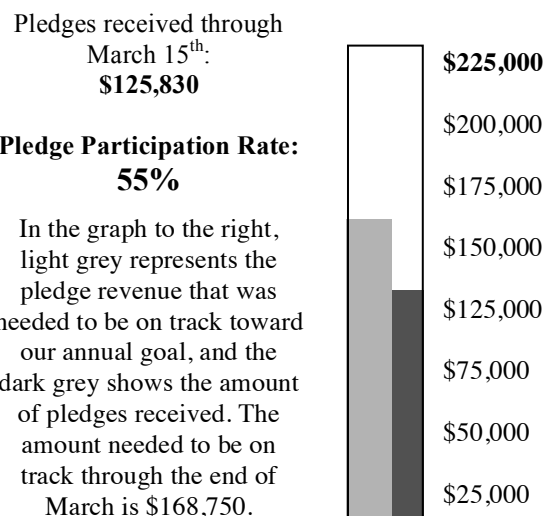 Pledges received through
March 15th:
$125,830
Pledge Participation Rate:
55%
In the graph to the right,
light grey represents the
pledge revenue that was
needed to be on track toward
our annual goal, and the
dark grey shows the amount
of pledges received. The
amount needed to be on
track through the end of
March is $168,750.
$225,000
$200,000
$175,000
$150,000
$125,000
$75,000
$50,000
$25,000